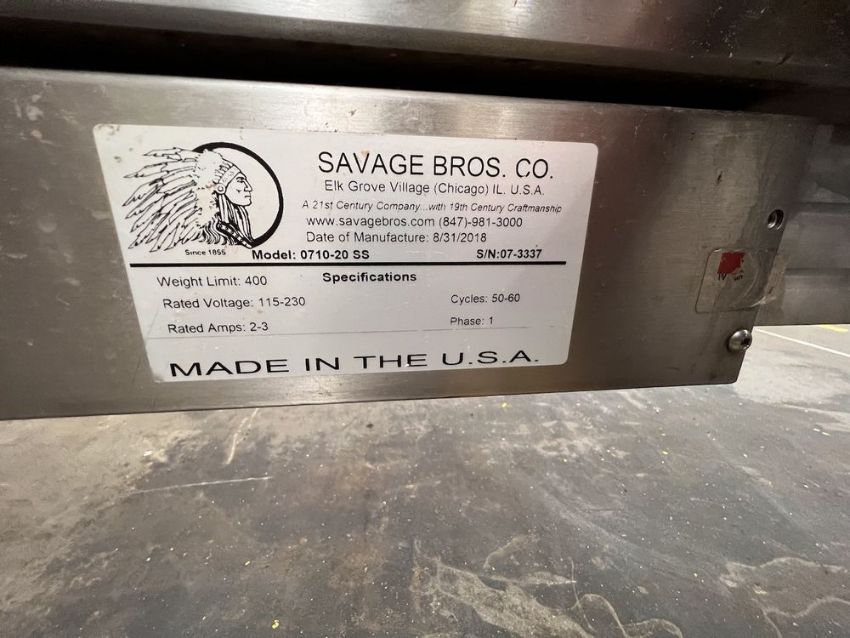 SAVAGE BROS. CO.
Elk Grove Village (Chicago) IL. U.S.A.
A 21st Century Company...with 19th Century Craftmanship
www.savagebros.com (847)-981-3000
Date of Manufacture: 8/31/2018
Since 1855
Model: 0710-20 SS S/N:07-3337
Specifications
Weight Limit: 400
Rated Voltage: 115-230 Cycles: 50-60
Rated Amps: 2-3 Phase: 1
MADE IN THE U.S.A.